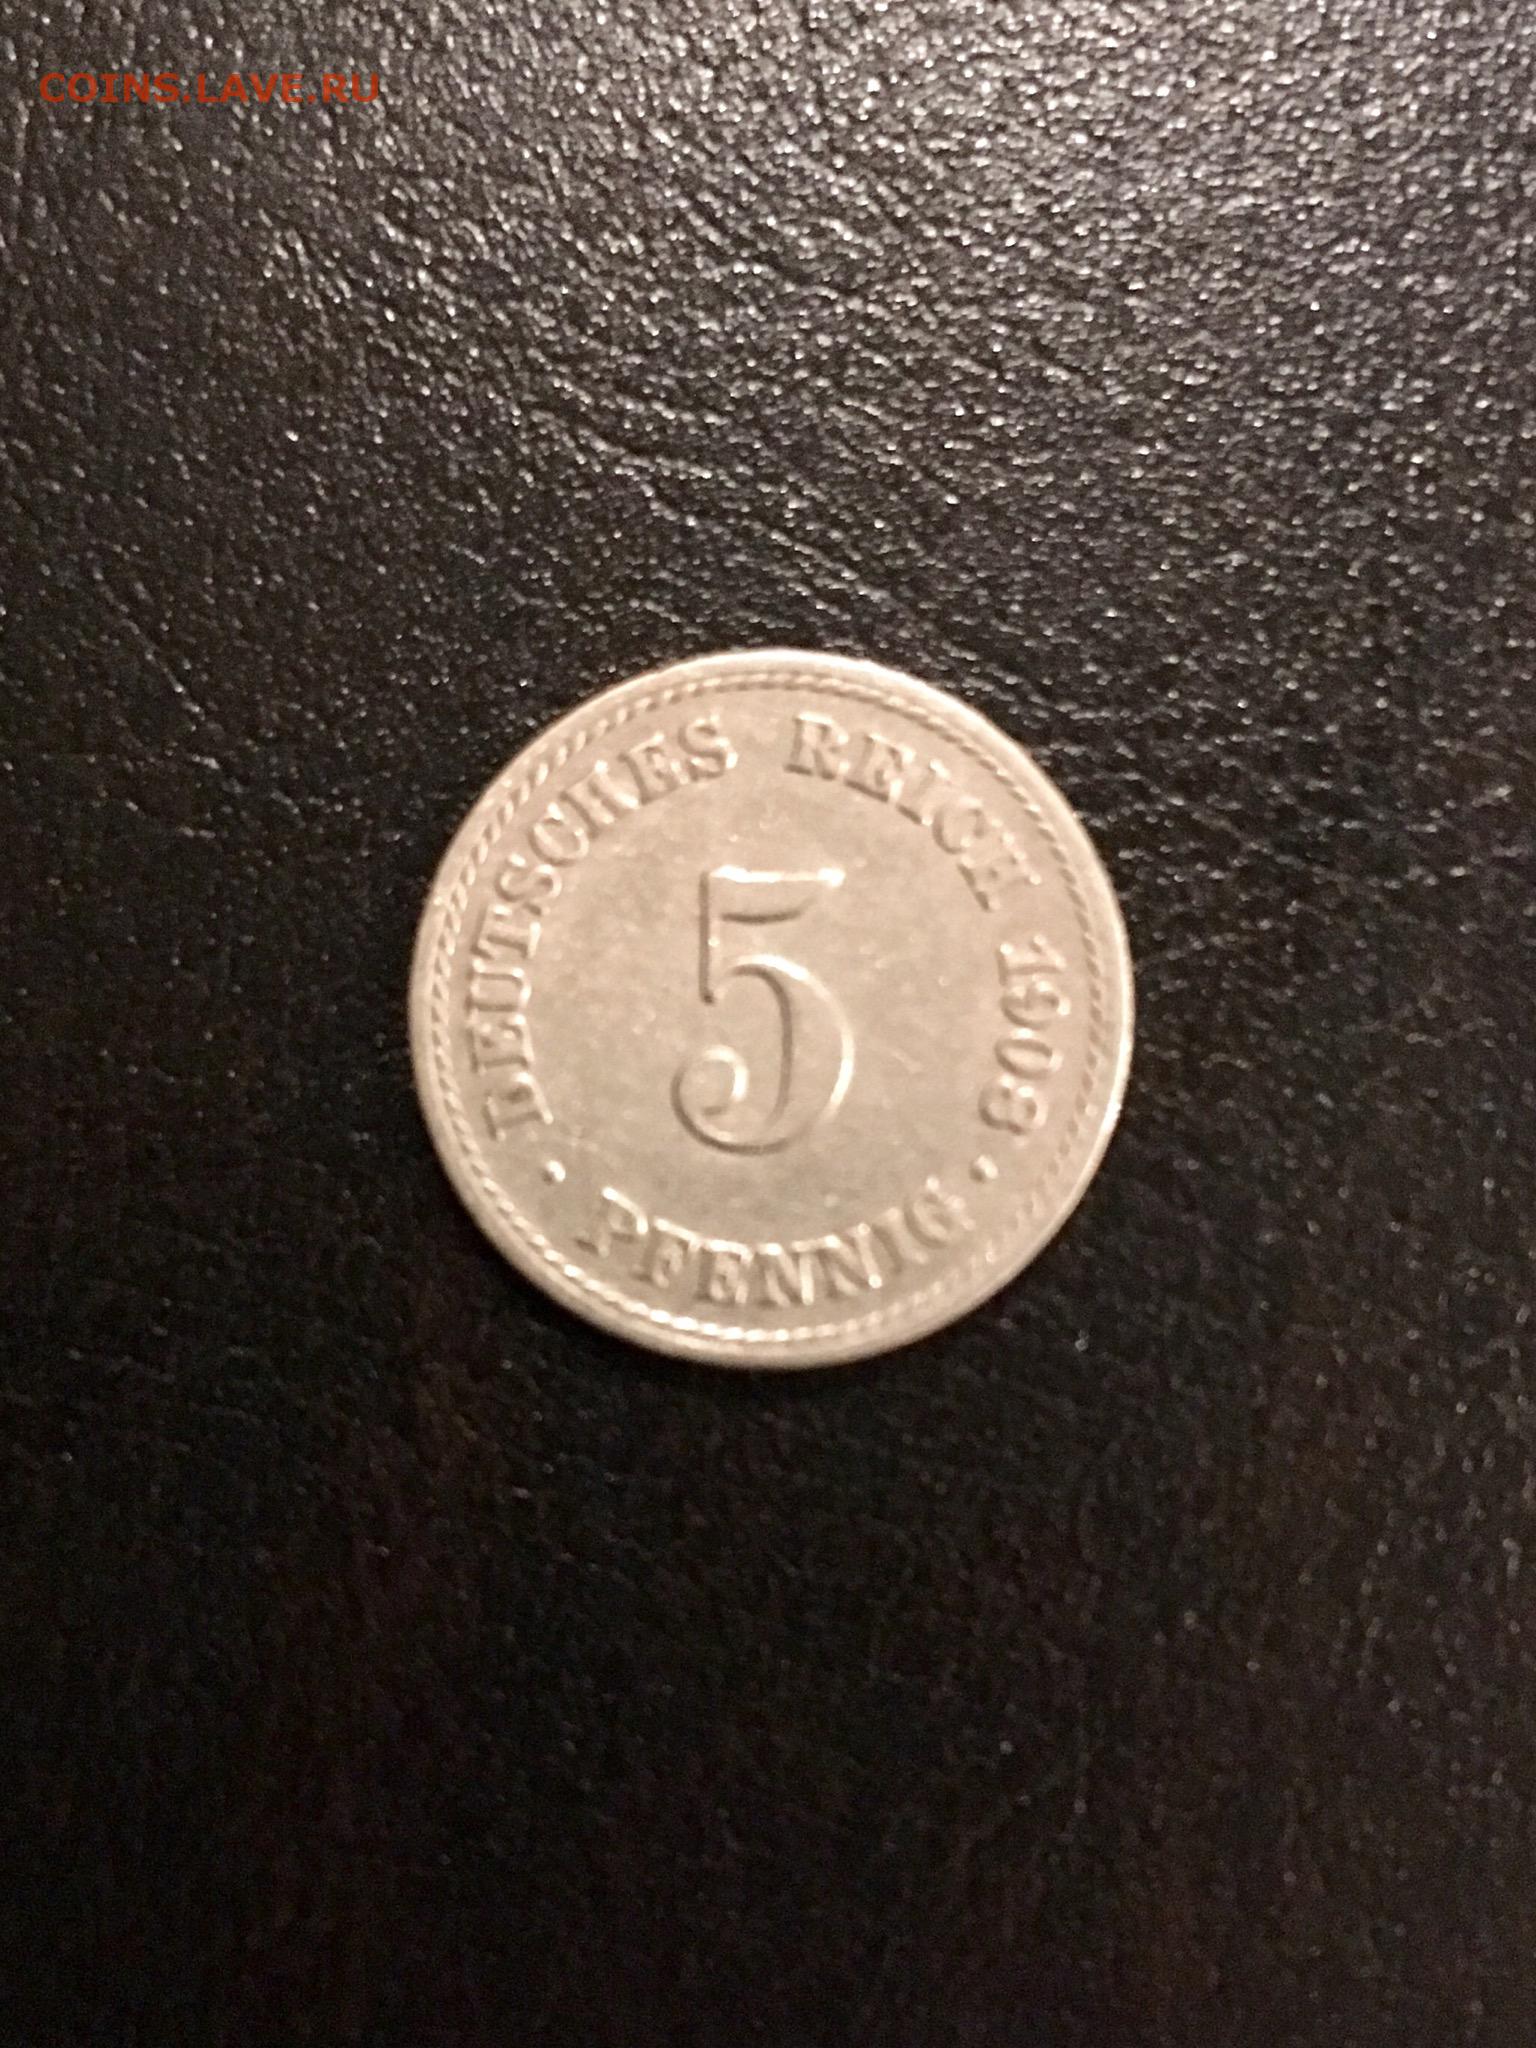 COINS.LAVE.RU
DEUTSCHES REICH 1908
5
· PFENNIG ·